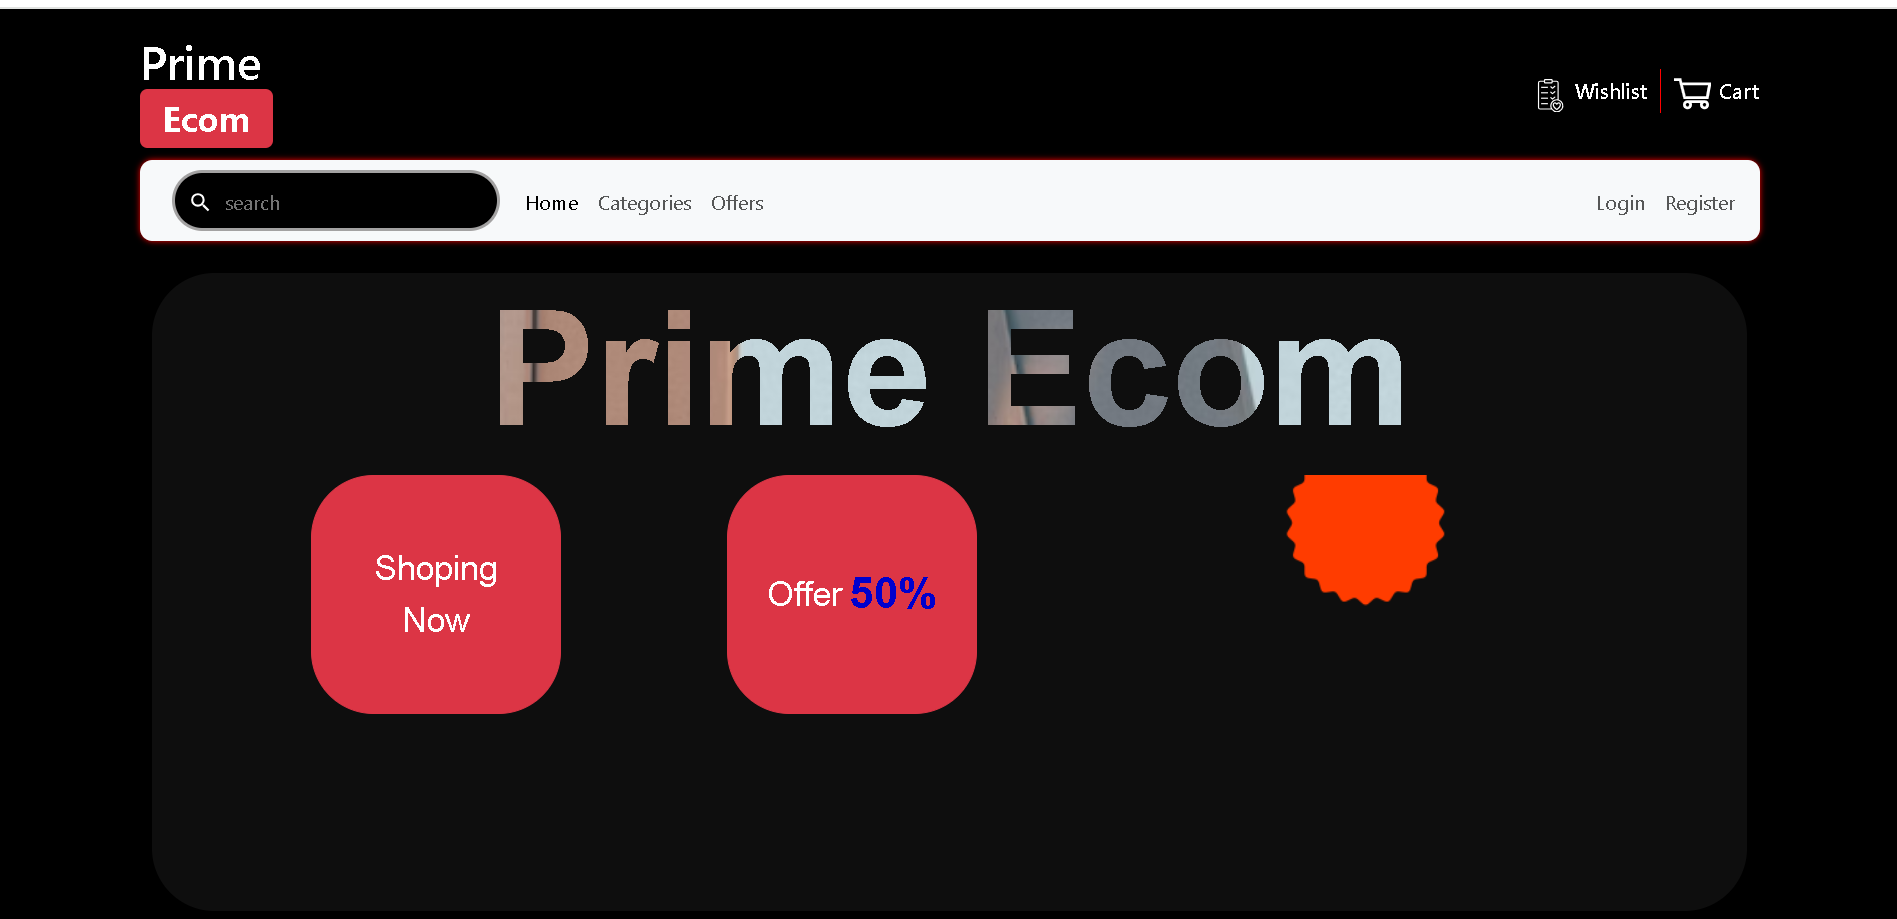 Prime
Ecom
Wishlist
Cart
search
Home
Categories
Offers
Login
Register
Prime Ecom
Shoping
Now
Offer 50%